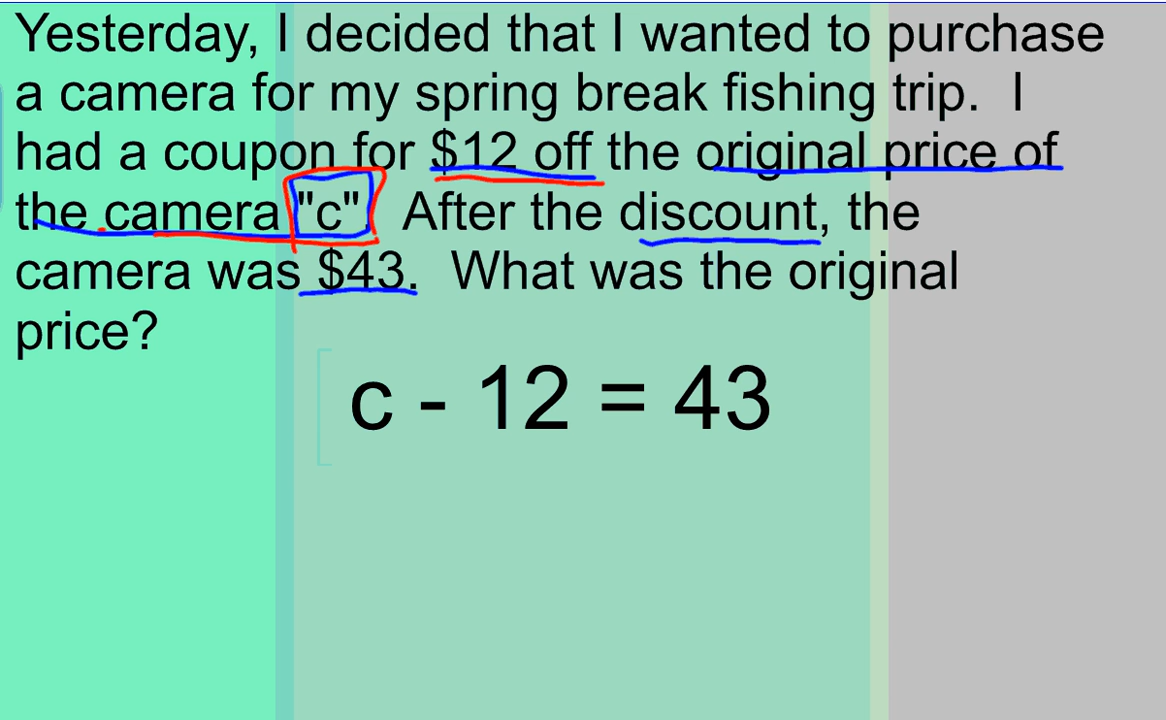 Yesterday, I decided that I wanted to purchase
a camera for my spring break fishing trip.  I
had a coupon for $12 off the original price of
the camera "c".  After the discount, the
camera was $43.  What was the original
price?
c - 12 = 43